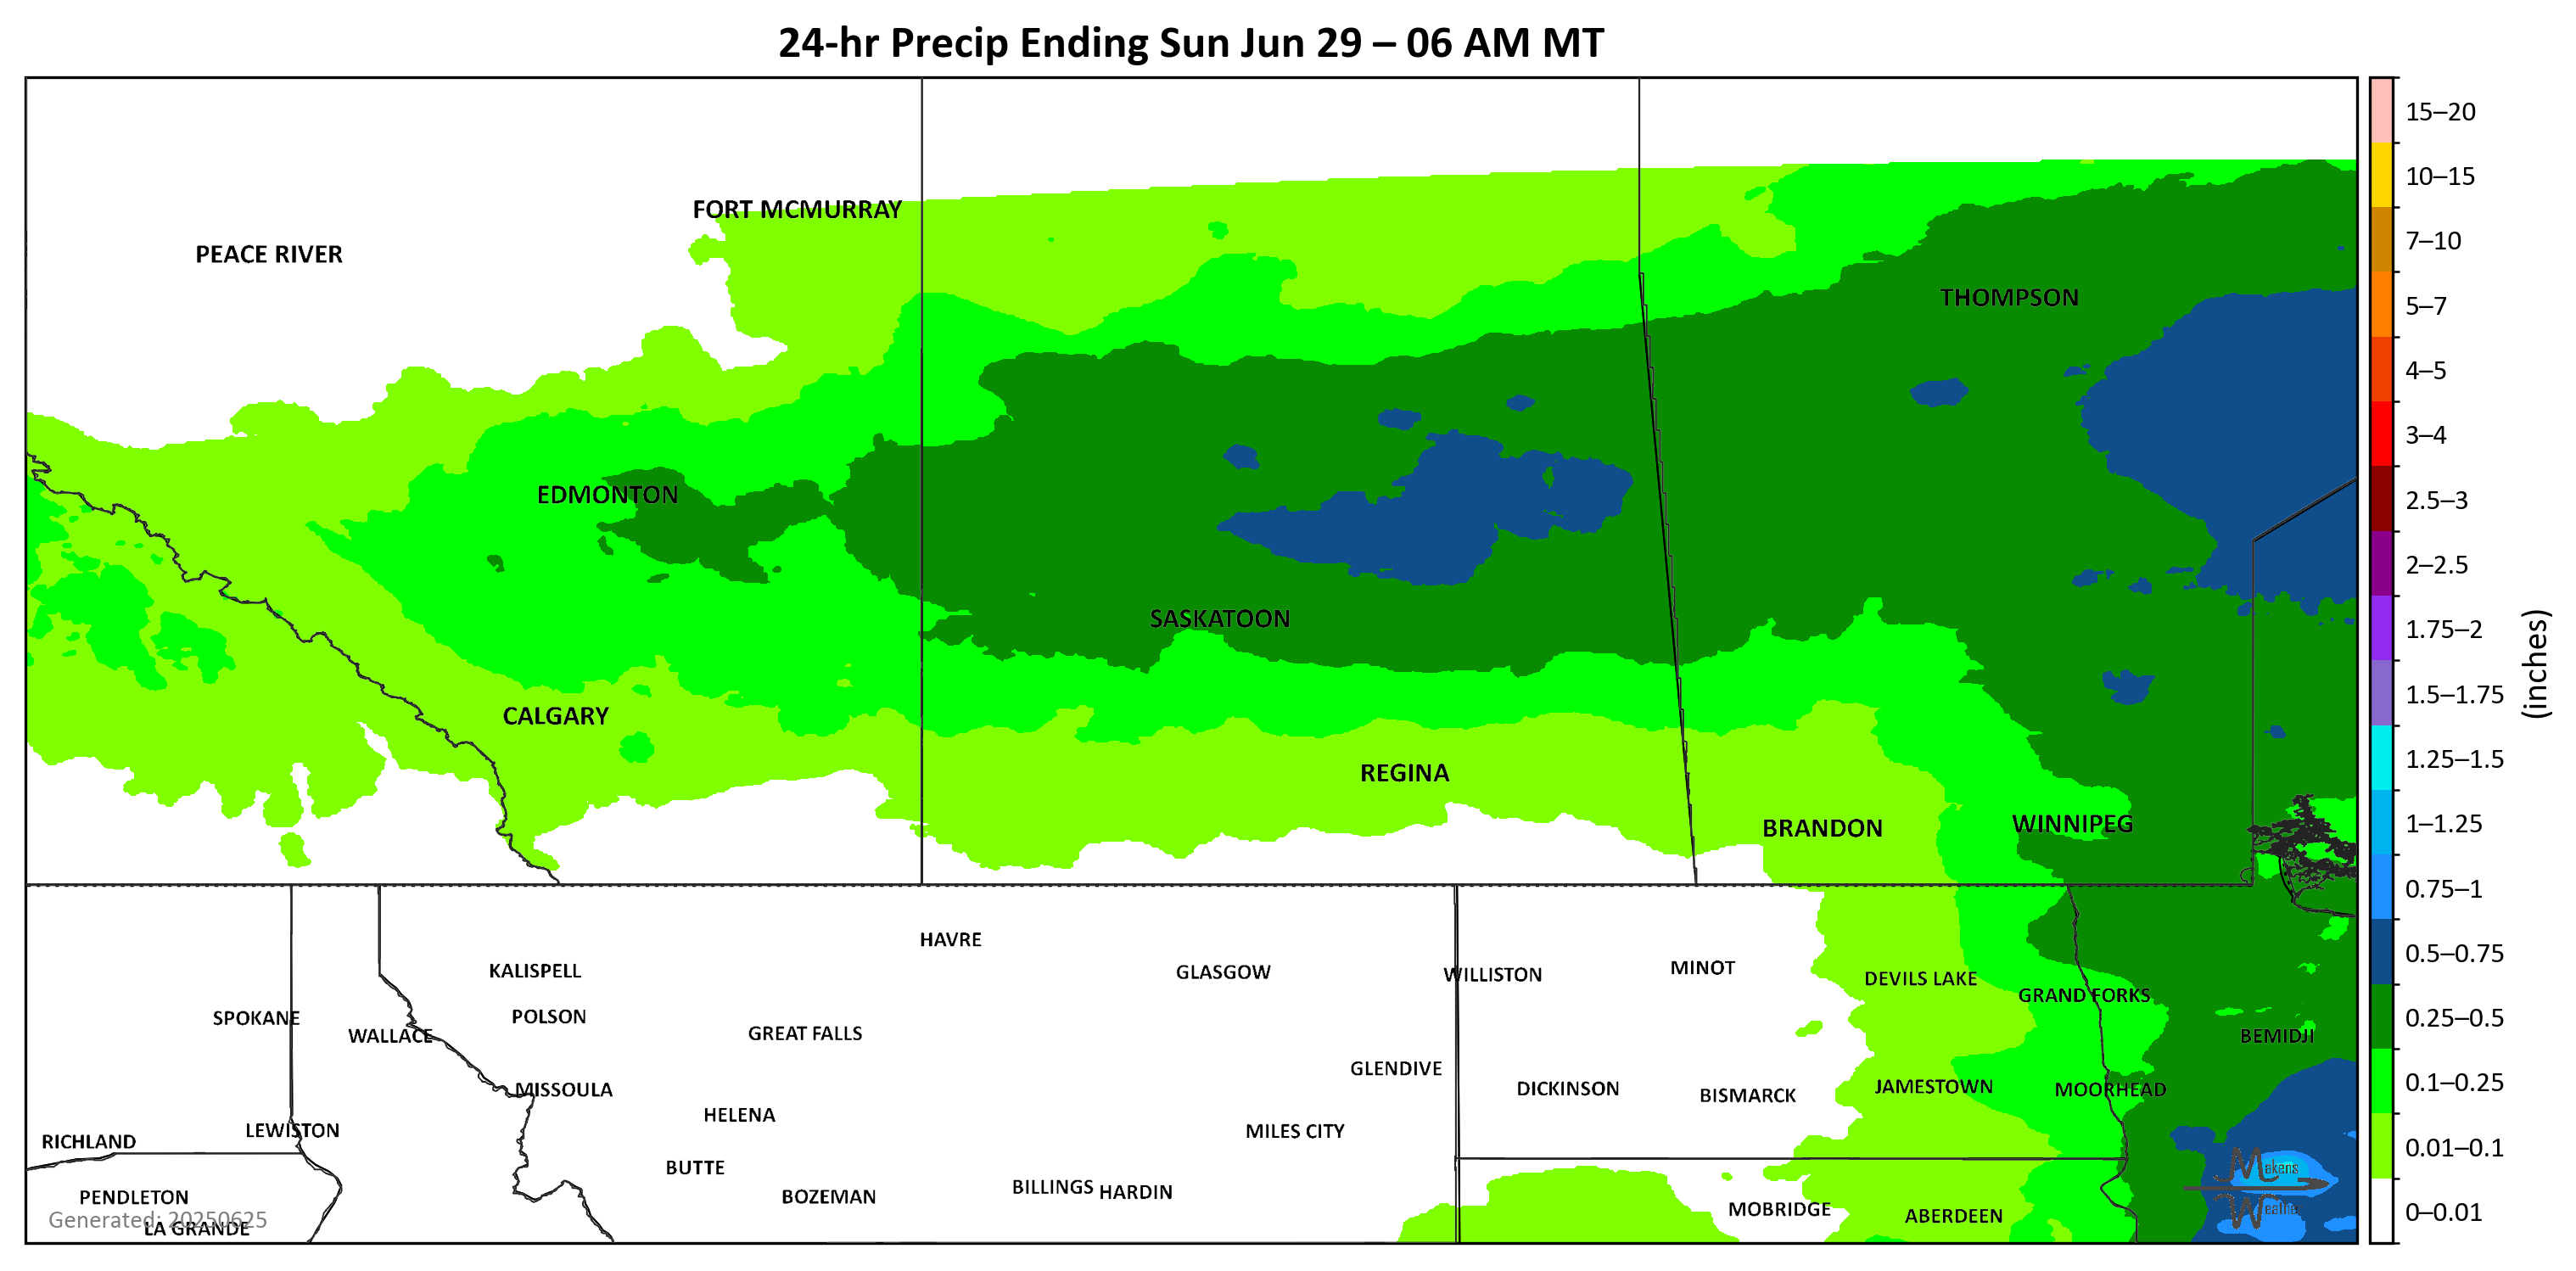 24-hr Precip Ending Sun Jun 29 – 06 AM MT
15–20
10–15
7–10
5–7
4–5
3–4
2.5–3
2–2.5
1.75–2
1.5–1.75
1.25–1.5
1–1.25
0.75–1
0.5–0.75
0.25–0.5
0.1–0.25
0.01–0.1
0–0.01
(inches)
FORT MCMURRAY
PEACE RIVER
THOMPSON
EDMONTON
SASKATOON
CALGARY
REGINA
BRANDON
WINNIPEG
HAVRE
KALISPELL
GLASGOW
WILLISTON
MINOT
DEVILS LAKE
GRAND FORKS
SPOKANE
POLSON
WALLACE
GREAT FALLS
BEMIDJI
GLENDIVE
MISSOULA
DICKINSON
BISMARCK
JAMESTOWN
MOORHEAD
HELENA
LEWISTON
MILES CITY
RICHLAND
BUTTE
PENDLETON
BOZEMAN
BILLINGS
HARDIN
MOBRIDGE
ABERDEEN
Generated: 20250625
LA GRANDE
Makens
Weather